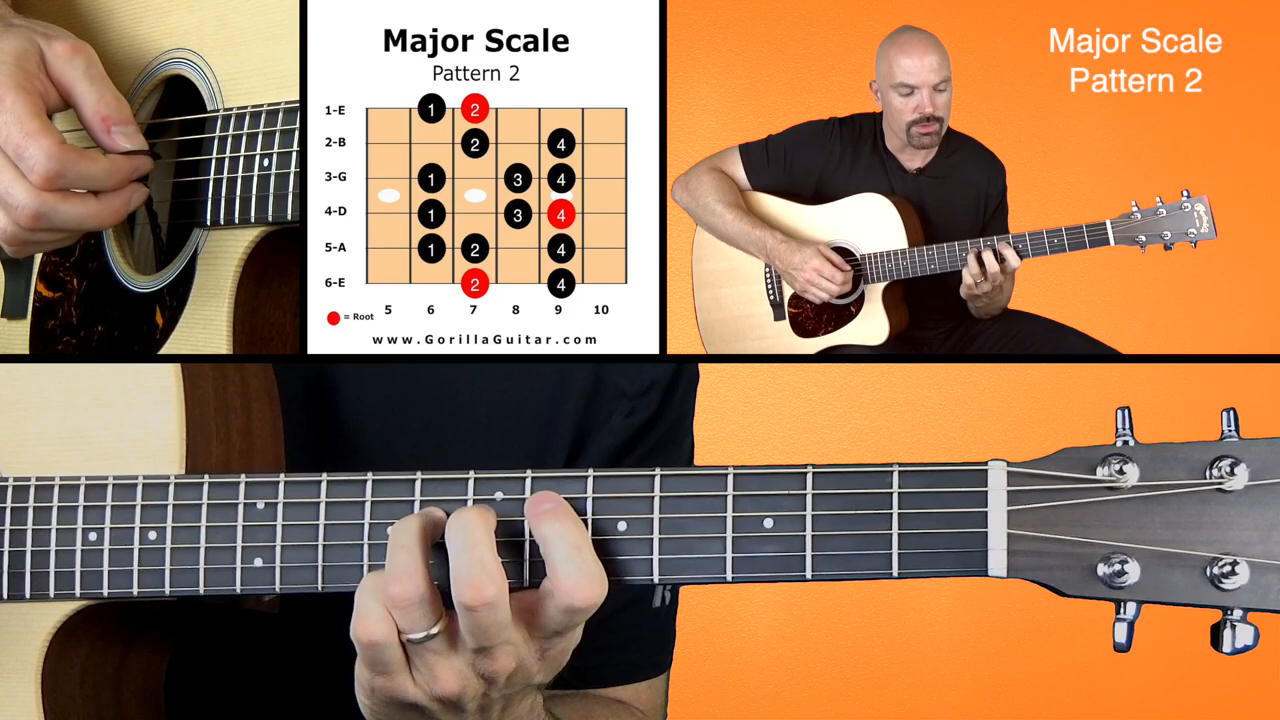 Major Scale
Pattern 2
1-E 1 2
2-B 2 4
3-G 1 3 4
4-D 1 3 4
5-A 1 2 4
6-E 2 4
5 6 7 8 9 10
= Root
www.GorillaGuitar.com
Major Scale
Pattern 2